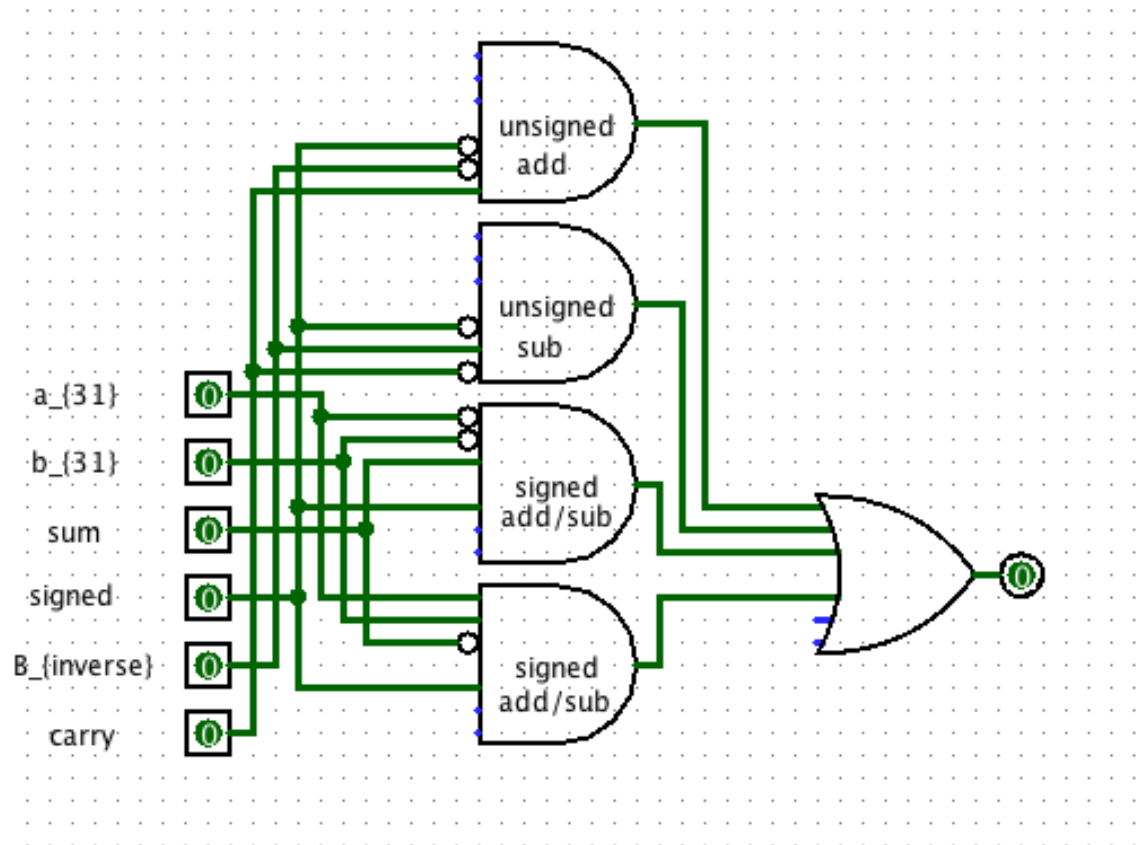 unsigned
add
unsigned
sub
a_{31}
0
b_{31}
0
signed
add/sub
sum
0
signed
0
0
B_{inverse}
0
signed
add/sub
carry
0